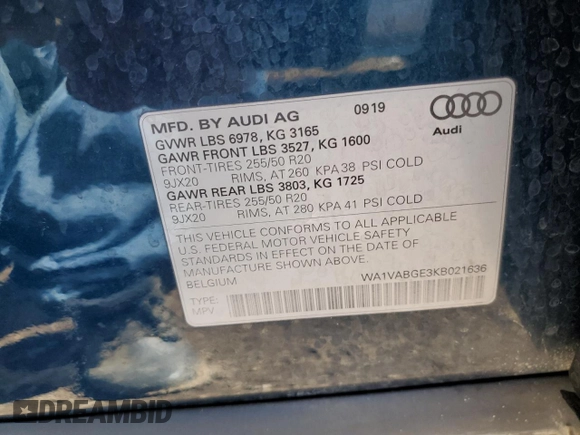 MFD. BY AUDI AG 0919
GVWR LBS 6978, KG 3165
GAWR FRONT LBS 3527, KG 1600
FRONT-TIRES 255/50 R20
9JX20 RIMS, AT 260 KPA 38 PSI COLD
GAWR REAR LBS 3803, KG 1725
REAR-TIRES 255/50 R20
9JX20 RIMS, AT 280 KPA 41 PSI COLD
Audi
THIS VEHICLE CONFORMS TO ALL APPLICABLE
U.S. FEDERAL MOTOR VEHICLE SAFETY
STANDARDS IN EFFECT ON THE DATE OF
MANUFACTURE SHOWN ABOVE.
BELGIUM
WA1VABGE3KB021636
TYPE:
MPV
DREAMBID